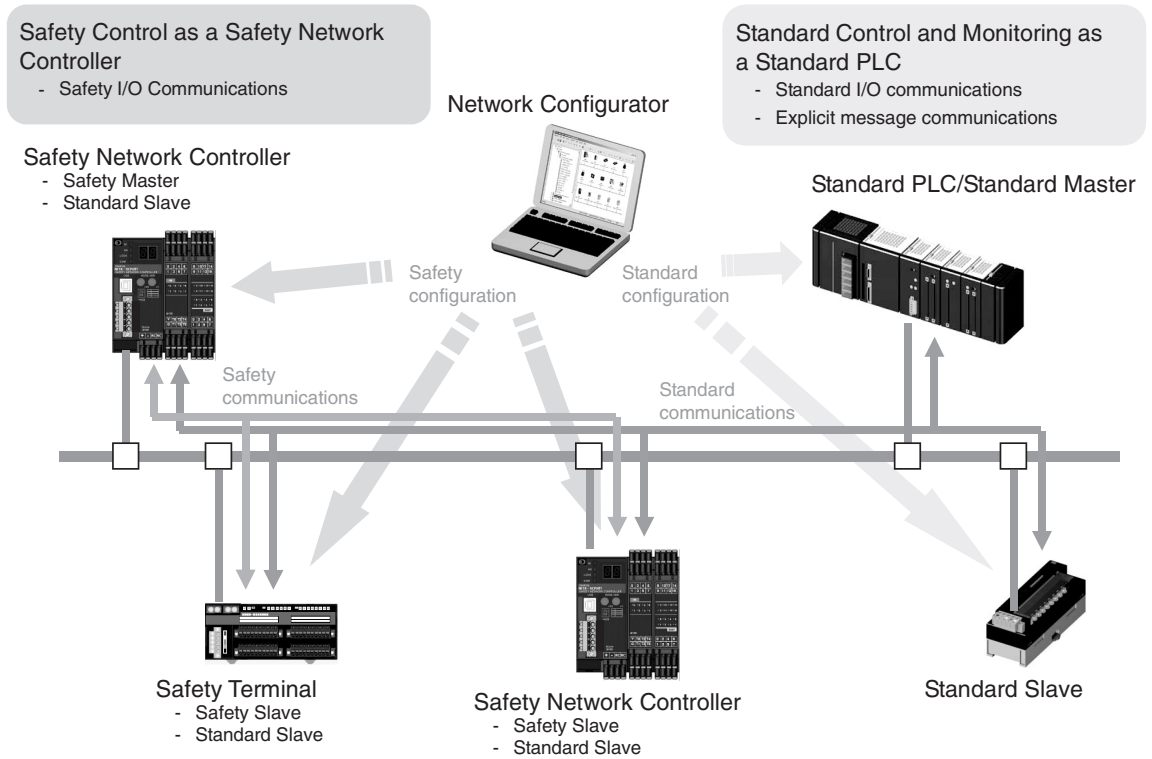 Safety Control as a Safety Network
Controller
- Safety I/O Communications
Standard Control and Monitoring as
a Standard PLC
- Standard I/O communications
- Explicit message communications
Network Configurator
Safety Network Controller
- Safety Master
- Standard Slave
Standard PLC/Standard Master
Safety
configuration
Standard
configuration
Safety
communications
Standard
communications
Safety Terminal
- Safety Slave
- Standard Slave
Safety Network Controller
- Safety Slave
- Standard Slave
Standard Slave